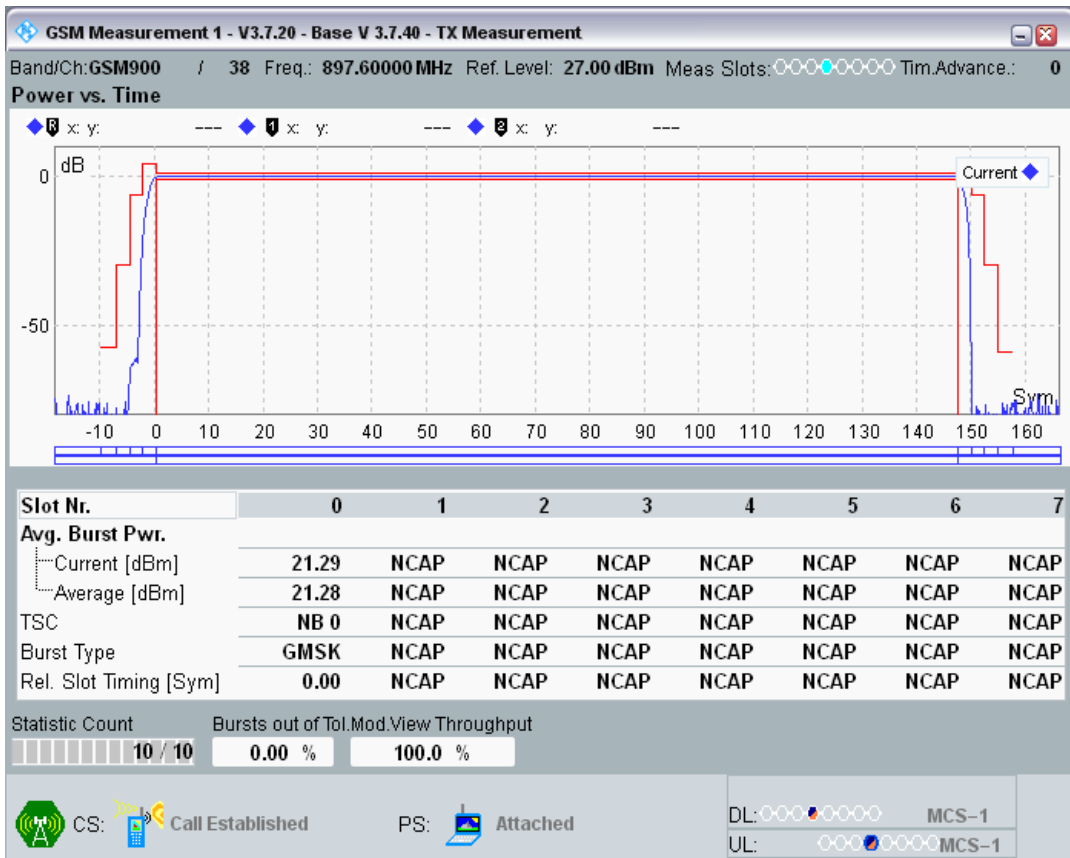 GSM Measurement 1 - V3.7.20 - Base V 3.7.40 - TX Measurement
Band/Ch:GSM900 / 38 Freq.: 897.60000 MHz Ref. Level: 27.00 dBm Meas Slots: Tim.Advance.: 0
Power vs. Time
R x: y: --- 1 x: y: --- 2 x: y: ---
dB
Current
0
-50
Sym
-10 0 10 20 30 40 50 60 70 80 90 100 110 120 130 140 150 160
Slot Nr. 0 1 2 3 4 5 6 7
Avg. Burst Pwr.
Current [dBm] 21.29 NCAP NCAP NCAP NCAP NCAP NCAP NCAP
Average [dBm] 21.28 NCAP NCAP NCAP NCAP NCAP NCAP NCAP
TSC NB 0 NCAP NCAP NCAP NCAP NCAP NCAP NCAP
Burst Type GMSK NCAP NCAP NCAP NCAP NCAP NCAP NCAP
Rel. Slot Timing [Sym] 0.00 NCAP NCAP NCAP NCAP NCAP NCAP NCAP
Statistic Count Bursts out of Tol.Mod.View Throughput
10 / 10 0.00 % 100.0 %
CS: Call Established PS: Attached
DL: MCS-1
UL: MCS-1